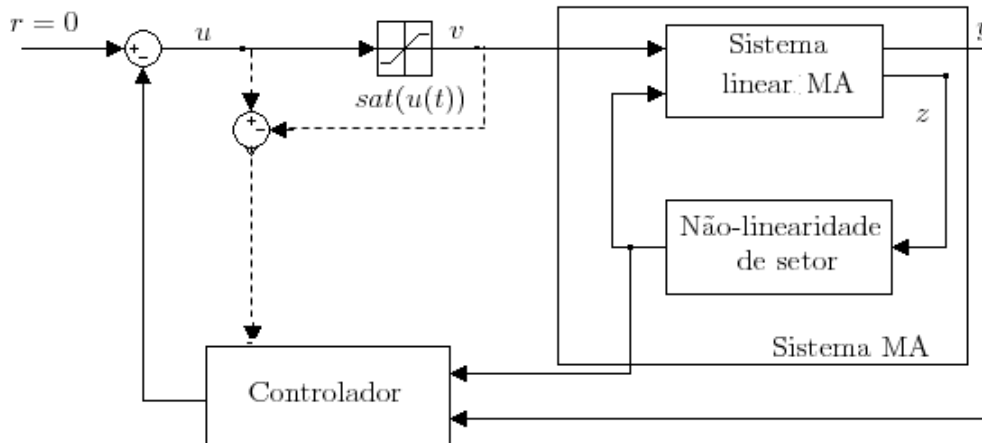 r = 0
u
v
y
Sistema
linear MA
sat(u(t))
z
Não-linearidade
de setor
Sistema MA
Controlador